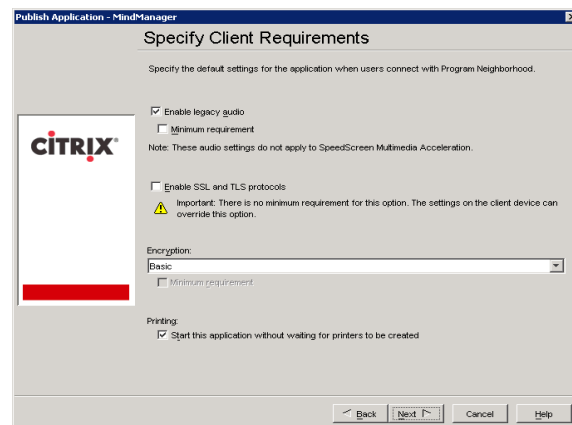 Publish Application - MindManager
Specify Client Requirements
Specify the default settings for the application when users connect with Program Neighborhood.
Enable legacy audio
Minimum requirement
Note: These audio settings do not apply to SpeedScreen Multimedia Acceleration.
CITRIX
Enable SSL and TLS protocols
Important: There is no minimum requirement for this option. The settings on the client device can
override this option.
Encryption:
Basic
Minimum requirement
Printing:
Start this application without waiting for printers to be created
Back Next Cancel Help